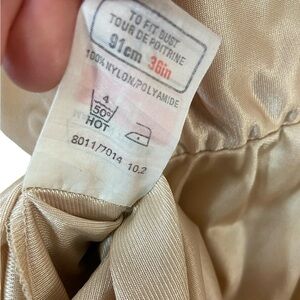 TO FIT BUST
TOUR DE POITRINE
91cm 36in
100% NYLON/POLYAMIDE
4
50°
HOT
8011/7014 10.2